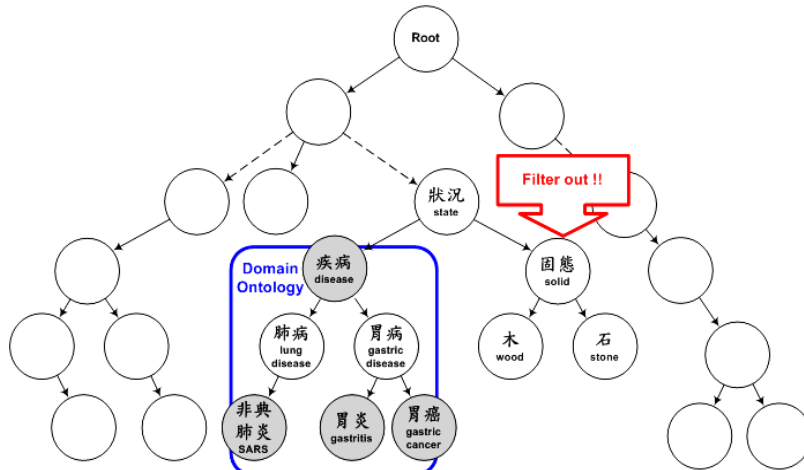 Root
Filter out !!
狀況
state
Domain
Ontology
疾病
disease
固態
solid
肺病
lung
disease
胃病
gastric
disease
木
wood
石
stone
非典
肺炎
SARS
胃炎
gastritis
胃癌
gastric
cancer